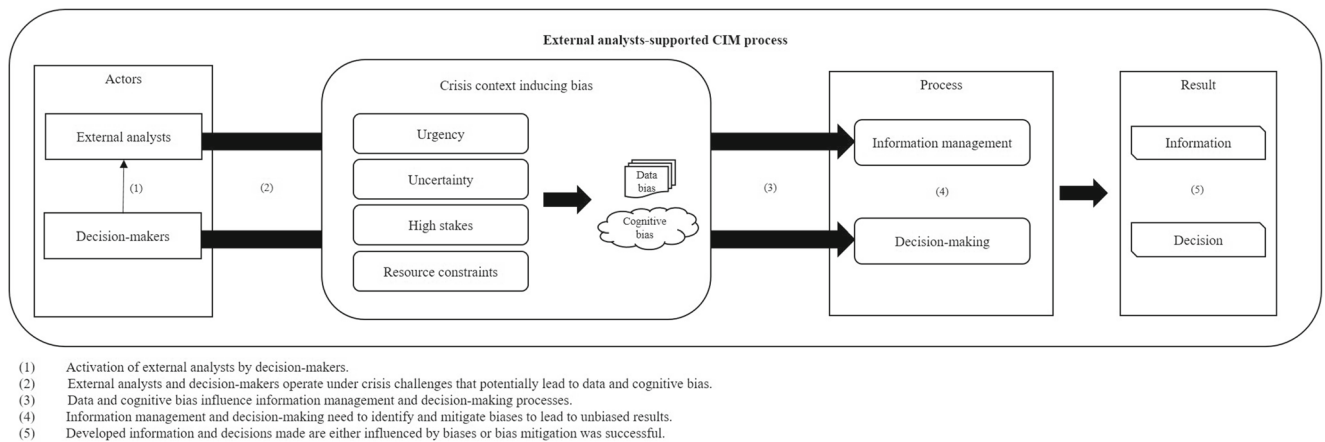 External analysts-supported CIM process
Actors
External analysts
(1)
Decision-makers
(2)
Crisis context inducing bias
Urgency
Uncertainty
High stakes
Resource constraints
Data
bias
Cognitive
bias
(3)
Process
Information management
(4)
Decision-making
Result
Information
(5)
Decision
(1) Activation of external analysts by decision-makers.
(2) External analysts and decision-makers operate under crisis challenges that potentially lead to data and cognitive bias.
(3) Data and cognitive bias influence information management and decision-making processes.
(4) Information management and decision-making need to identify and mitigate biases to lead to unbiased results.
(5) Developed information and decisions made are either influenced by biases or bias mitigation was successful.